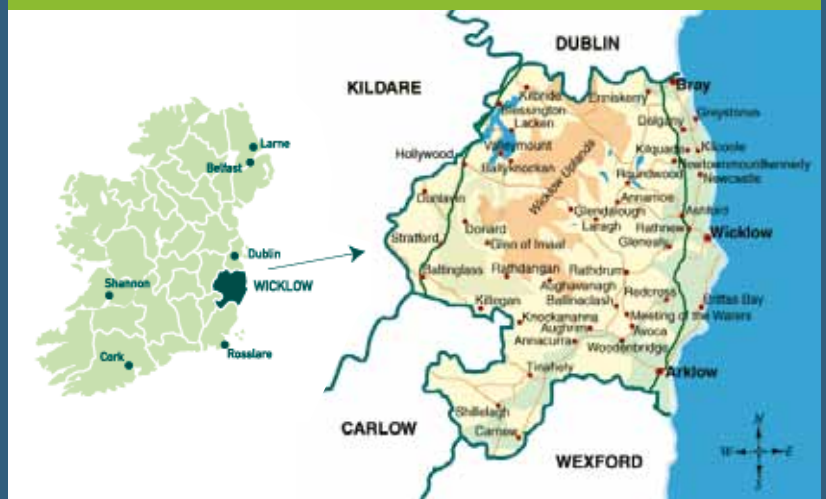 Larne
Belfast
Dublin
WICKLOW
Shannon
Rosslare
Cork
DUBLIN
KILDARE
CARLOW
WEXFORD
Bray
Kilbride
Enniskerry
Blessington
Greystones
Lacken
Delgany
Valleymount
Kilquade
Kilcoole
Hollywood
Ballyknockan
Newtownmountkennedy
Roundwood
Newcastle
Wicklow Uplands
Dunlavin
Annamoe
Glendalough
Ashford
Donard
Laragh
Rathnew
Wicklow
Stratford
Glen of Imaal
Glenealy
Baltinglass
Rathdangan
Rathdrum
Aughavanagh
Redcross
Kiltegan
Ballinaclash
Brittas Bay
Knockananna
Meeting of the Waters
Aughrim
Avoca
Annacurra
Woodenbridge
Tinahely
Arklow
Shillelagh
Carnew
N
W
E
S